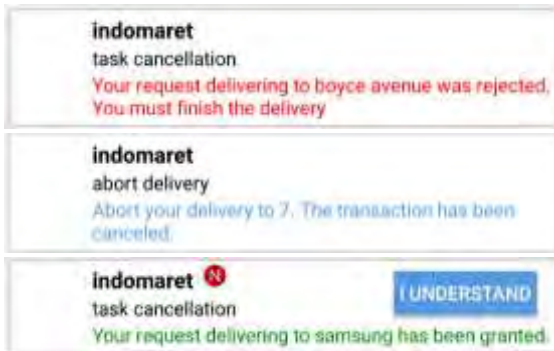 indomaret
task cancellation
Your request delivering to boyce avenue was rejected.
You must finish the delivery
indomaret
abort delivery
Abort your delivery to 7. The transaction has been
canceled.
indomaret N
I UNDERSTAND
task cancellation
Your request delivering to samsung has been granted